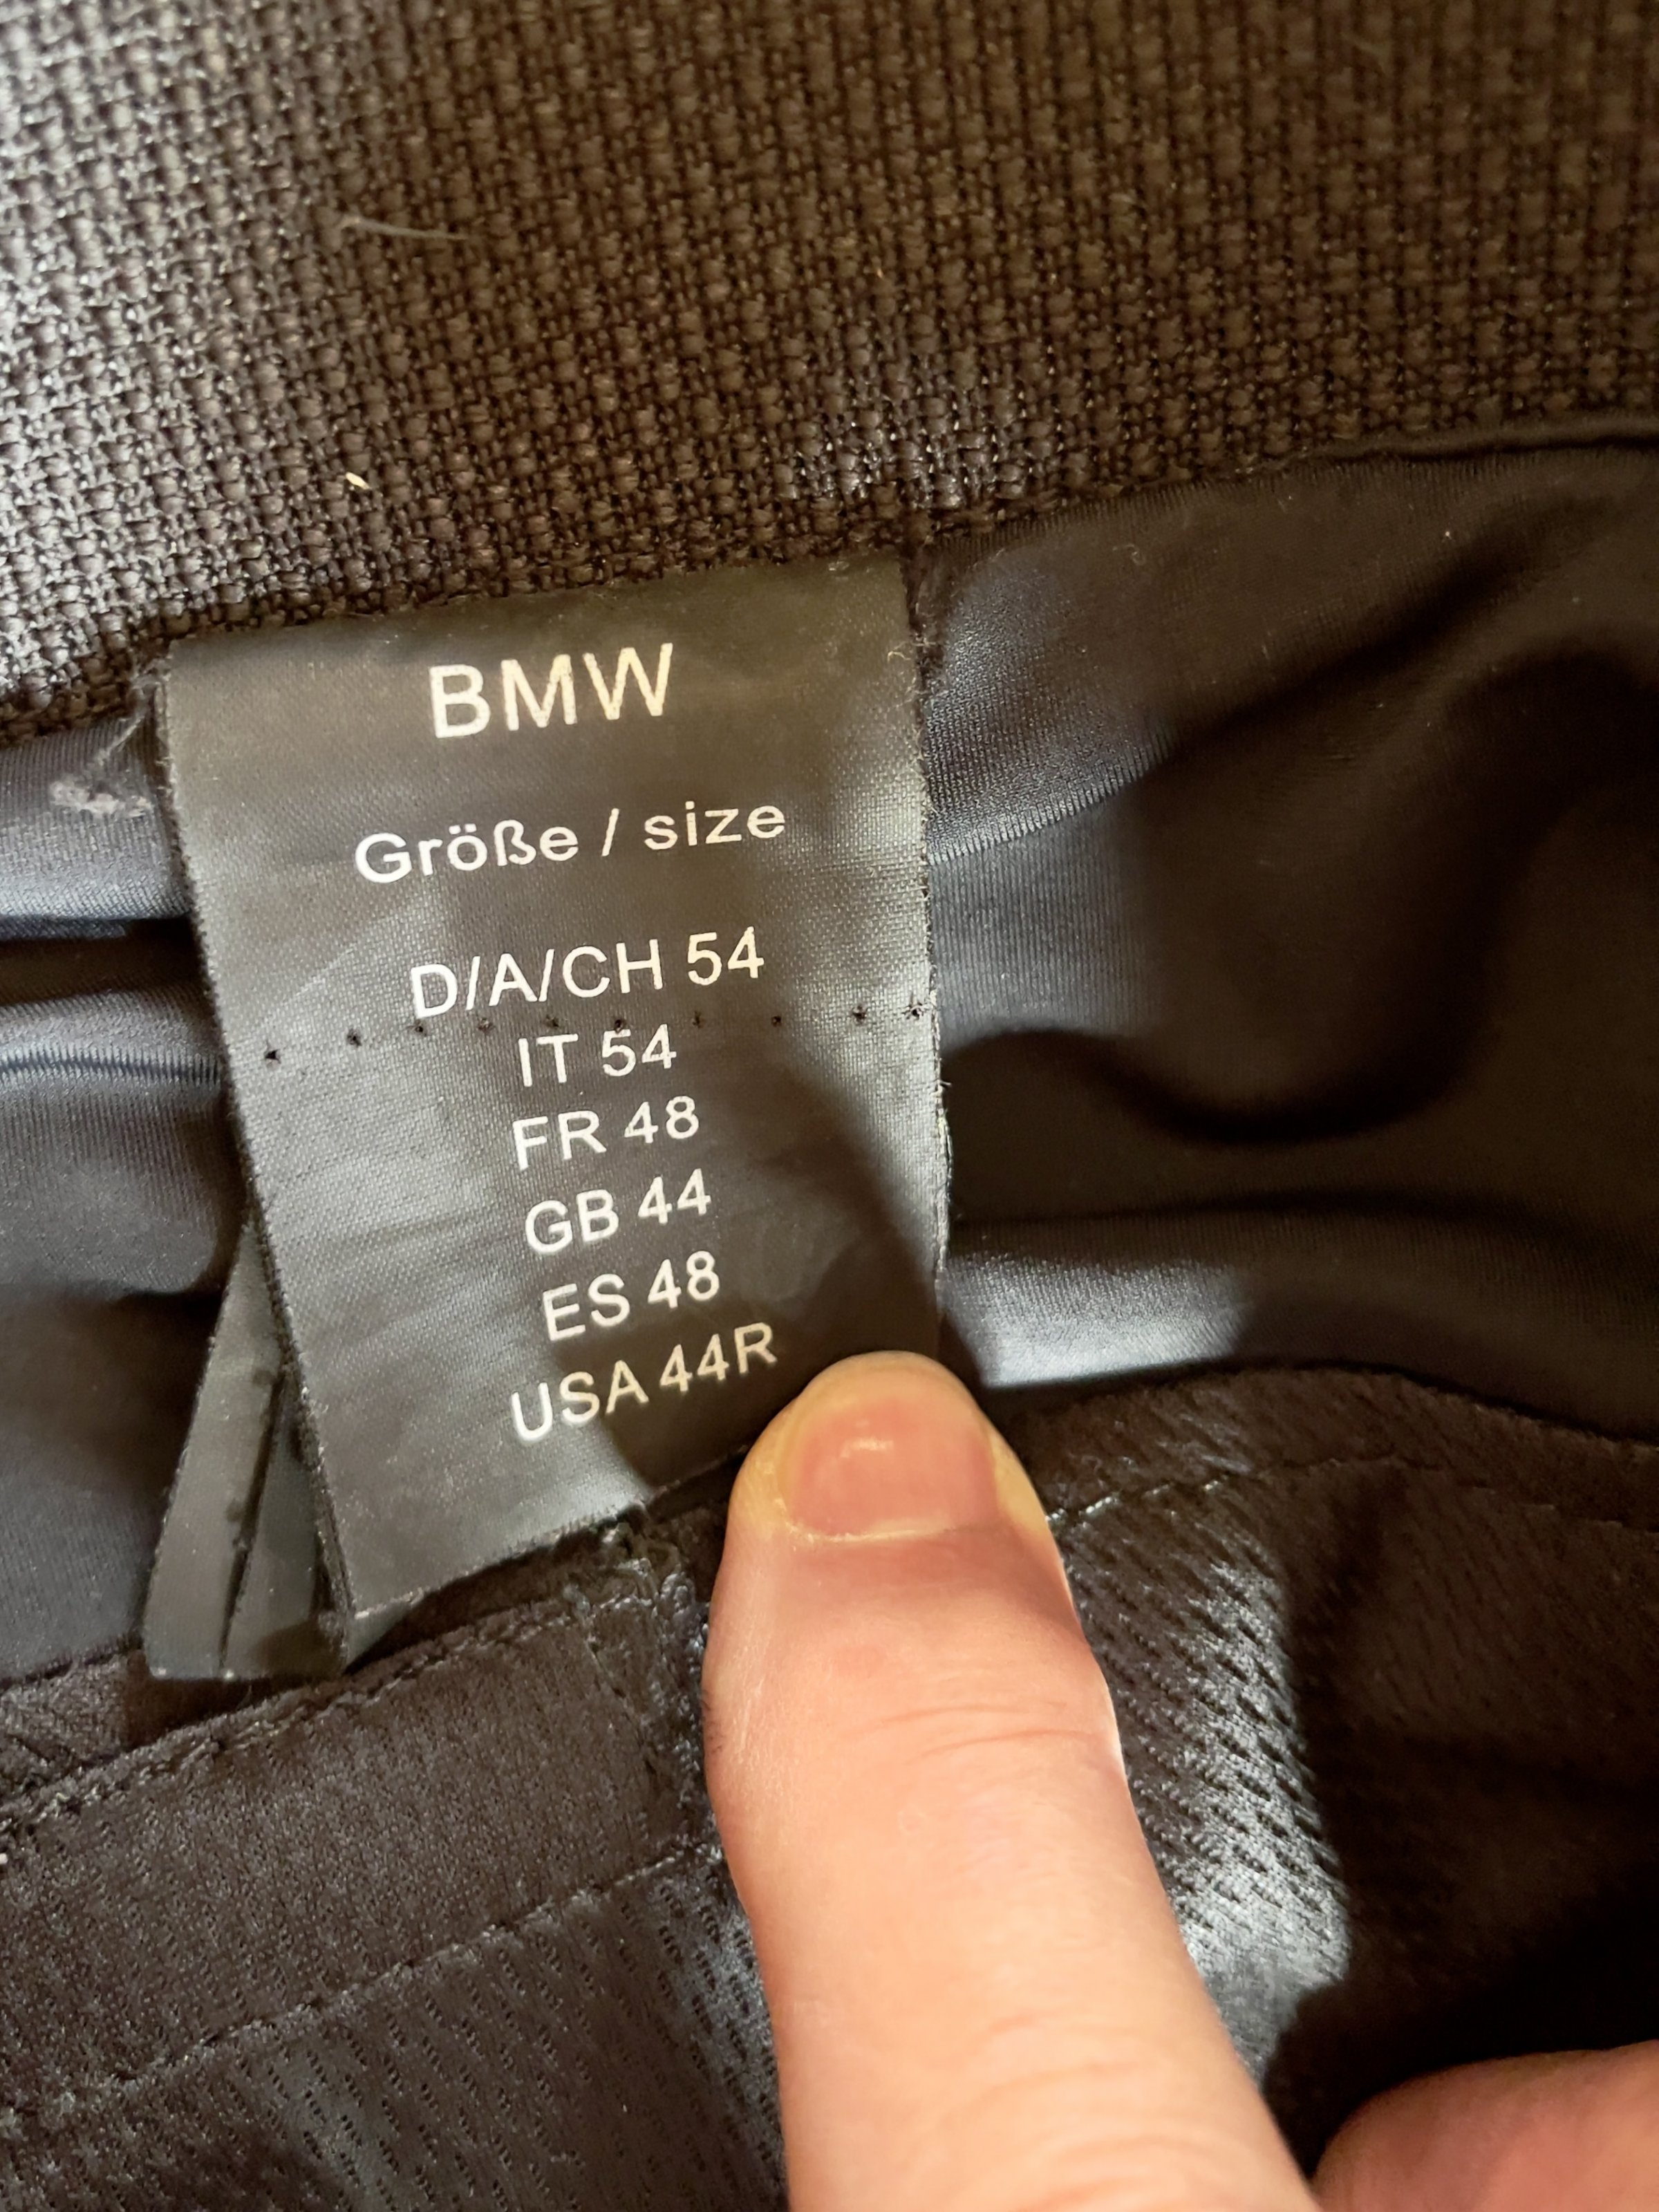 BMW
Größe / size
D/A/CH 54
IT 54
FR 48
GB 44
ES 48
USA 44R